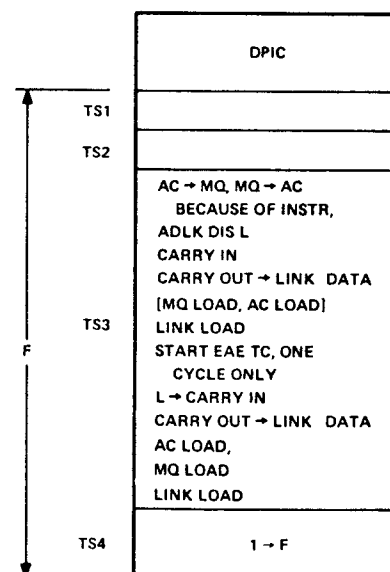 DPIC
TS1
TS2
AC → MQ, MQ → AC
BECAUSE OF INSTR,
ADLK DIS L
CARRY IN
CARRY OUT → LINK DATA
[MQ LOAD, AC LOAD]
TS3
LINK LOAD
F
START EAE TC, ONE
CYCLE ONLY
L → CARRY IN
CARRY OUT → LINK DATA
AC LOAD,
MQ LOAD
LINK LOAD
TS4
1 → F